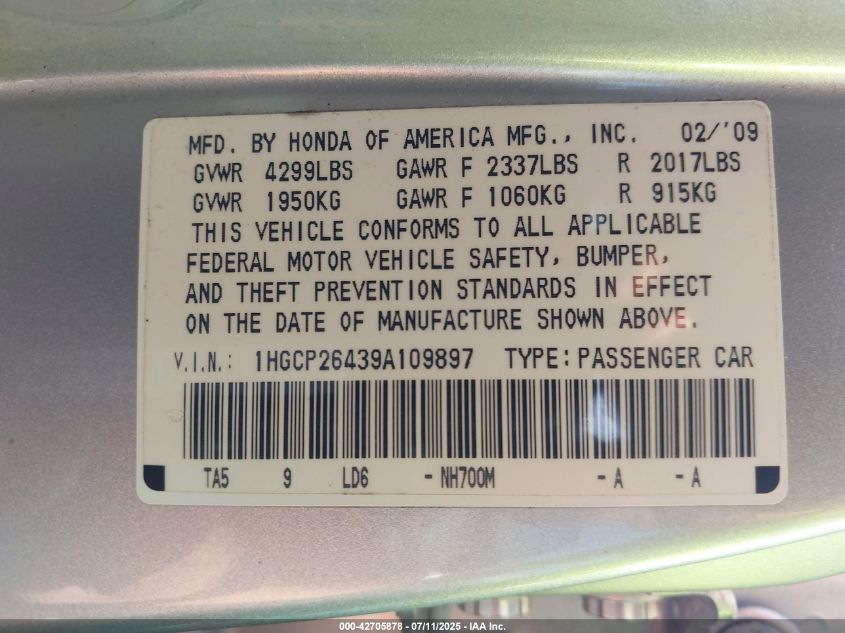 MFD. BY HONDA OF AMERICA MFG., INC. 02/'09
GVWR 4299LBS GAWR F 2337LBS R 2017LBS
GVWR 1950KG GAWR F 1060KG R 915KG
THIS VEHICLE CONFORMS TO ALL APPLICABLE
FEDERAL MOTOR VEHICLE SAFETY, BUMPER,
AND THEFT PREVENTION STANDARDS IN EFFECT
ON THE DATE OF MANUFACTURE SHOWN ABOVE.
V.I.N.: 1HGCP26439A109897 TYPE: PASSENGER CAR
TA5 9 LD6 - NH700M - A - A
000-42705878 - 07/11/2025 - IAA Inc.